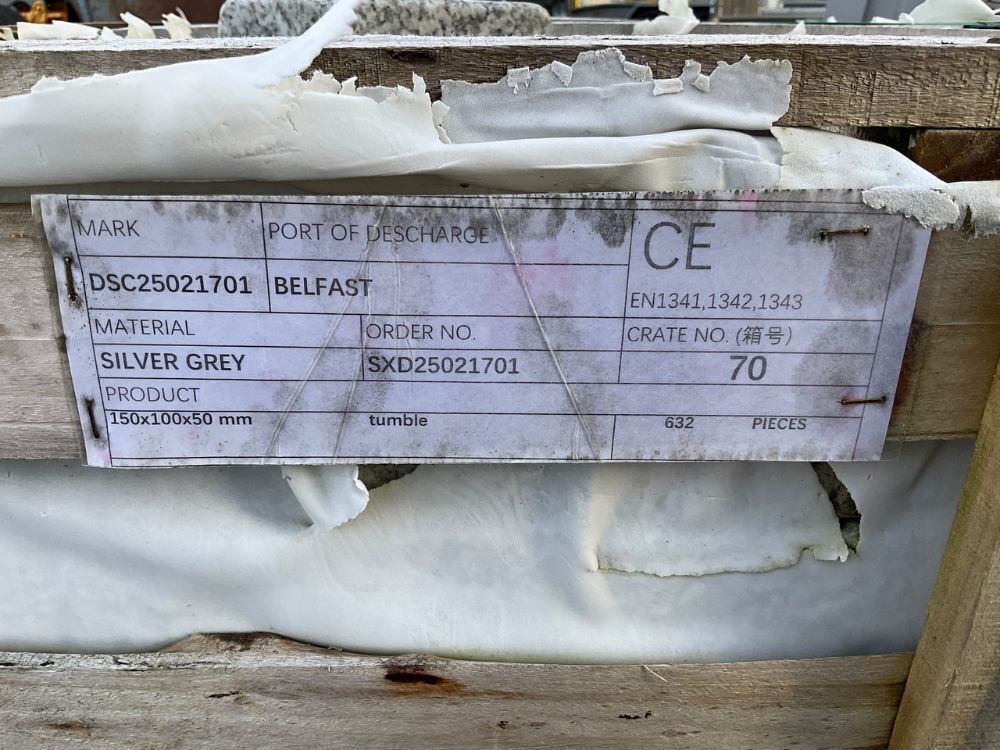 MARK
PORT OF DESCHARGE
CE
DSC25021701
BELFAST
EN1341,1342,1343
MATERIAL
ORDER NO.
CRATE NO. (箱号)
SILVER GREY
SXD25021701
70
PRODUCT
150x100x50 mm
tumble
632
PIECES